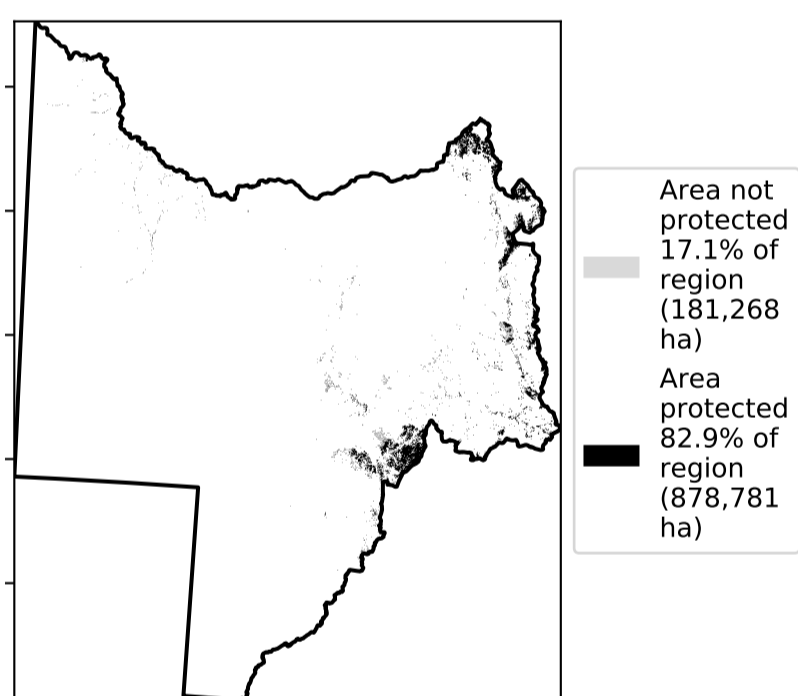 Area not
protected
17.1% of
region
(181,268
ha)
Area
protected
82.9% of
region
(878,781
ha)